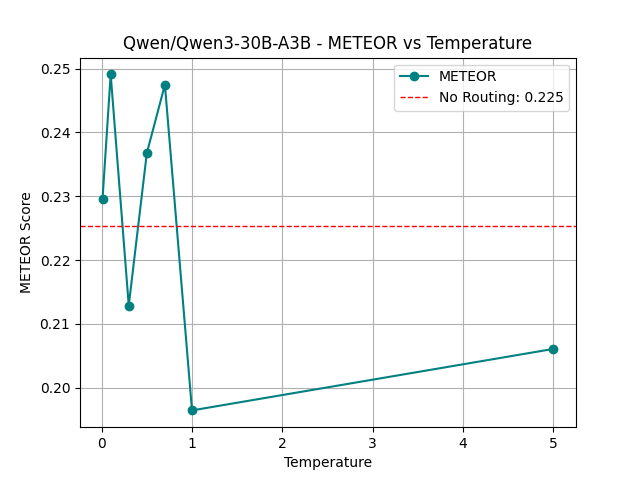 Qwen/Qwen3-30B-A3B - METEOR vs Temperature
METEOR
No Routing: 0.225
METEOR Score
0.25
0.24
0.23
0.22
0.21
0.20
0
1
2
3
4
5
Temperature